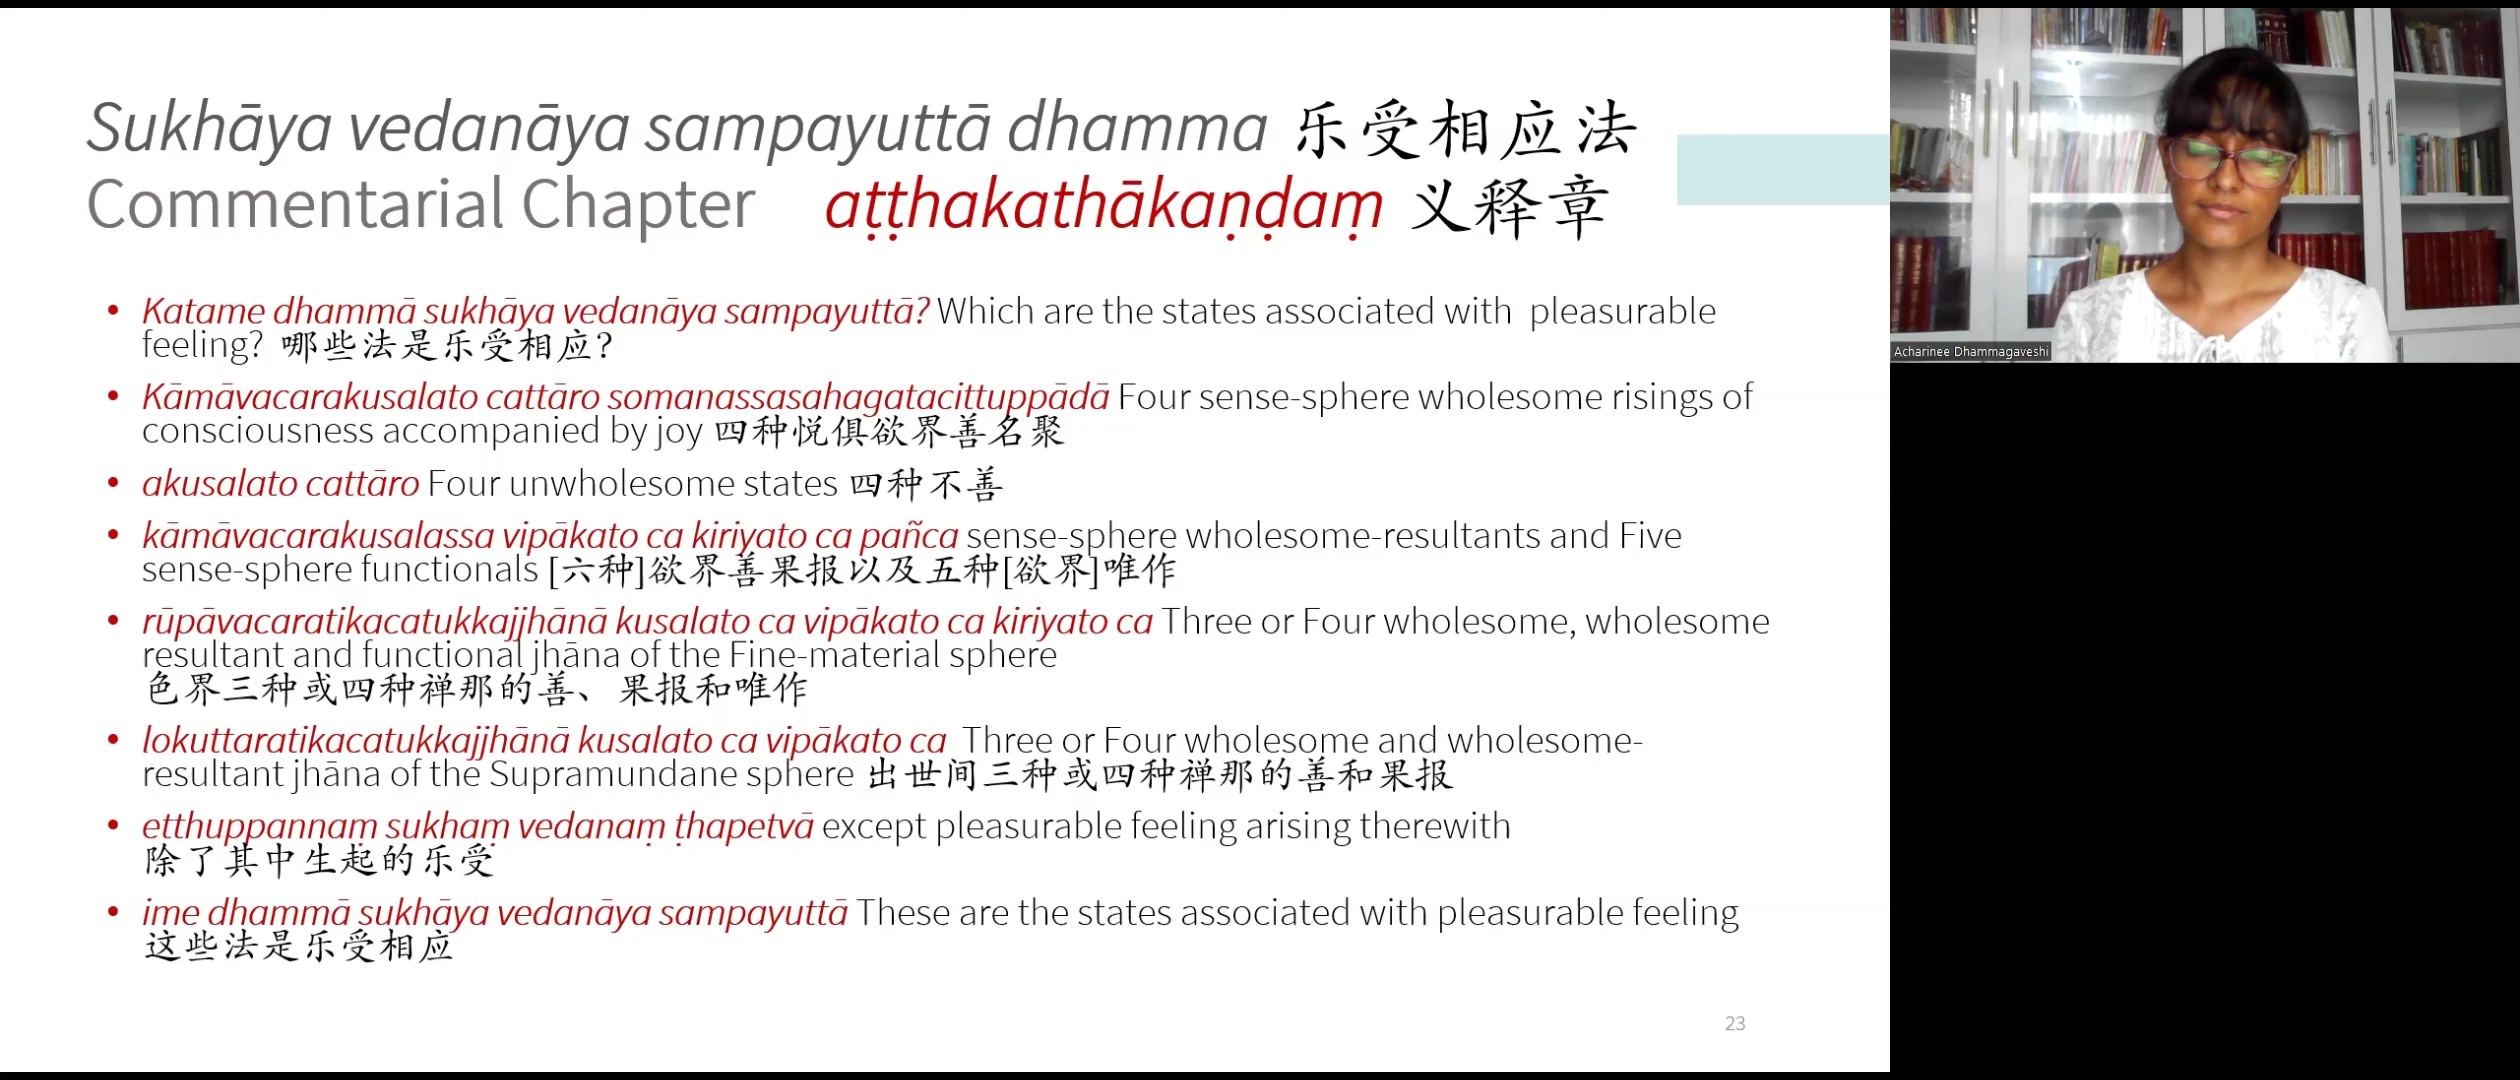 Sukhāya vedanāya sampayuttā dhamma 乐受相应法
Commentarial Chapter aṭṭhakathākaṇḍaṃ 义释章
• Katame dhammā sukhāya vedanāya sampayuttā? Which are the states associated with pleasurable
feeling? 哪些法是乐受相应?
• Kāmāvacarakusalato cattāro somanassasahagatacittuppādā Four sense-sphere wholesome risings of
consciousness accompanied by joy 四种悦俱欲界善名聚
• akusalato cattāro Four unwholesome states 四种不善
• kāmāvacarakusalassa vipākato ca kiriyato ca pañca sense-sphere wholesome-resultants and Five
sense-sphere functionals [六种]欲界善果报以及五种[欲界]唯作
• rūpāvacaratikacatukkajjhānā kusalato ca vipākato ca kiriyato ca Three or Four wholesome, wholesome
resultant and functional jhāna of the Fine-material sphere
色界三种或四种禅那的善、果报和唯作
• lokuttaratikacatukkajjhānā kusalato ca vipākato ca Three or Four wholesome and wholesome-
resultant jhāna of the Supramundane sphere 出世间三种或四种禅那的善和果报
• etthuppannaṃ sukhaṃ vedanaṃ ṭhapetvā except pleasurable feeling arising therewith
除了其中生起的乐受
• ime dhammā sukhāya vedanāya sampayuttā These are the states associated with pleasurable feeling
这些法是乐受相应
23
Acharinee Dhammagaveshi